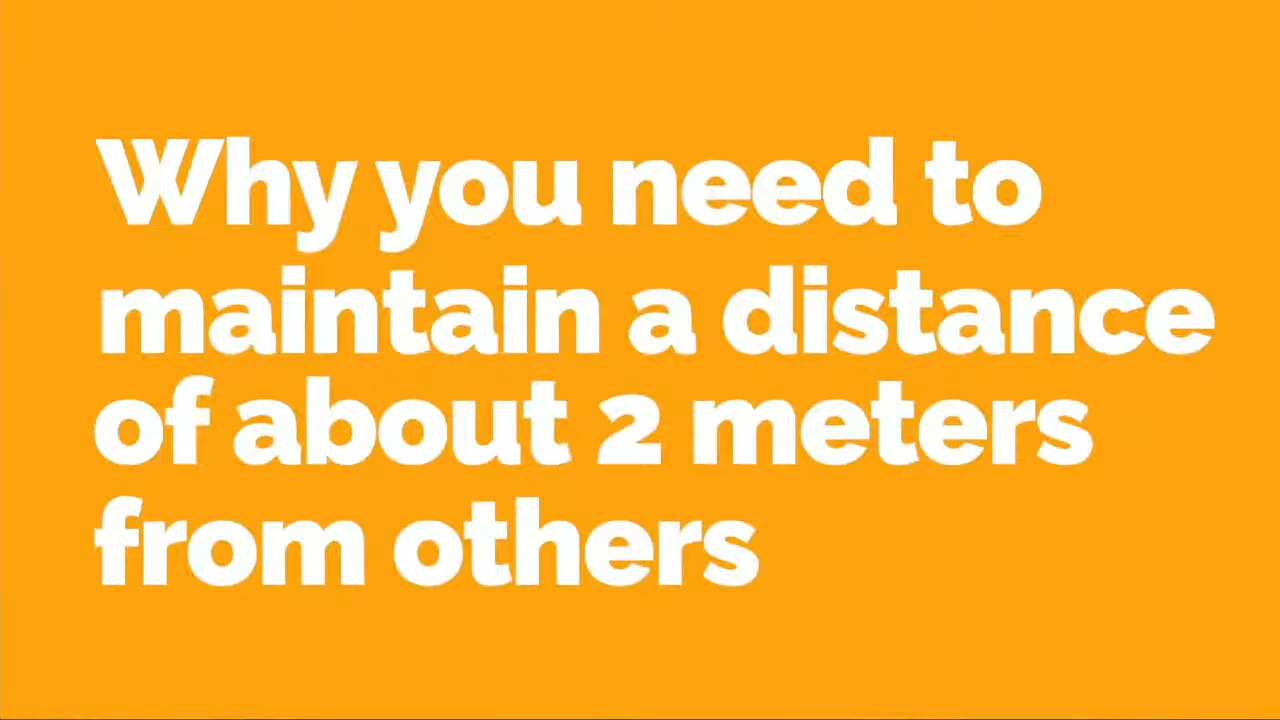 Why you need to
maintain a distance
of about 2 meters
from others